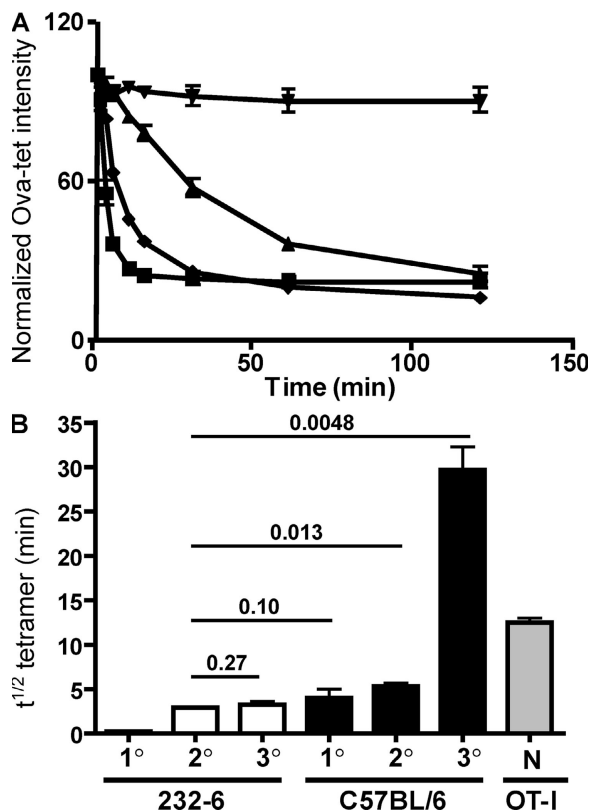 A
120
60
0
Normalized Ova-tet intensity
0 50 100 150
Time (min)
B
35
30
25
20
15
10
5
0
t1/2 tetramer (min)
0.0048
0.013
0.10
0.27
1° 2° 3° 1° 2° 3° N
232-6 C57BL/6 OT-I